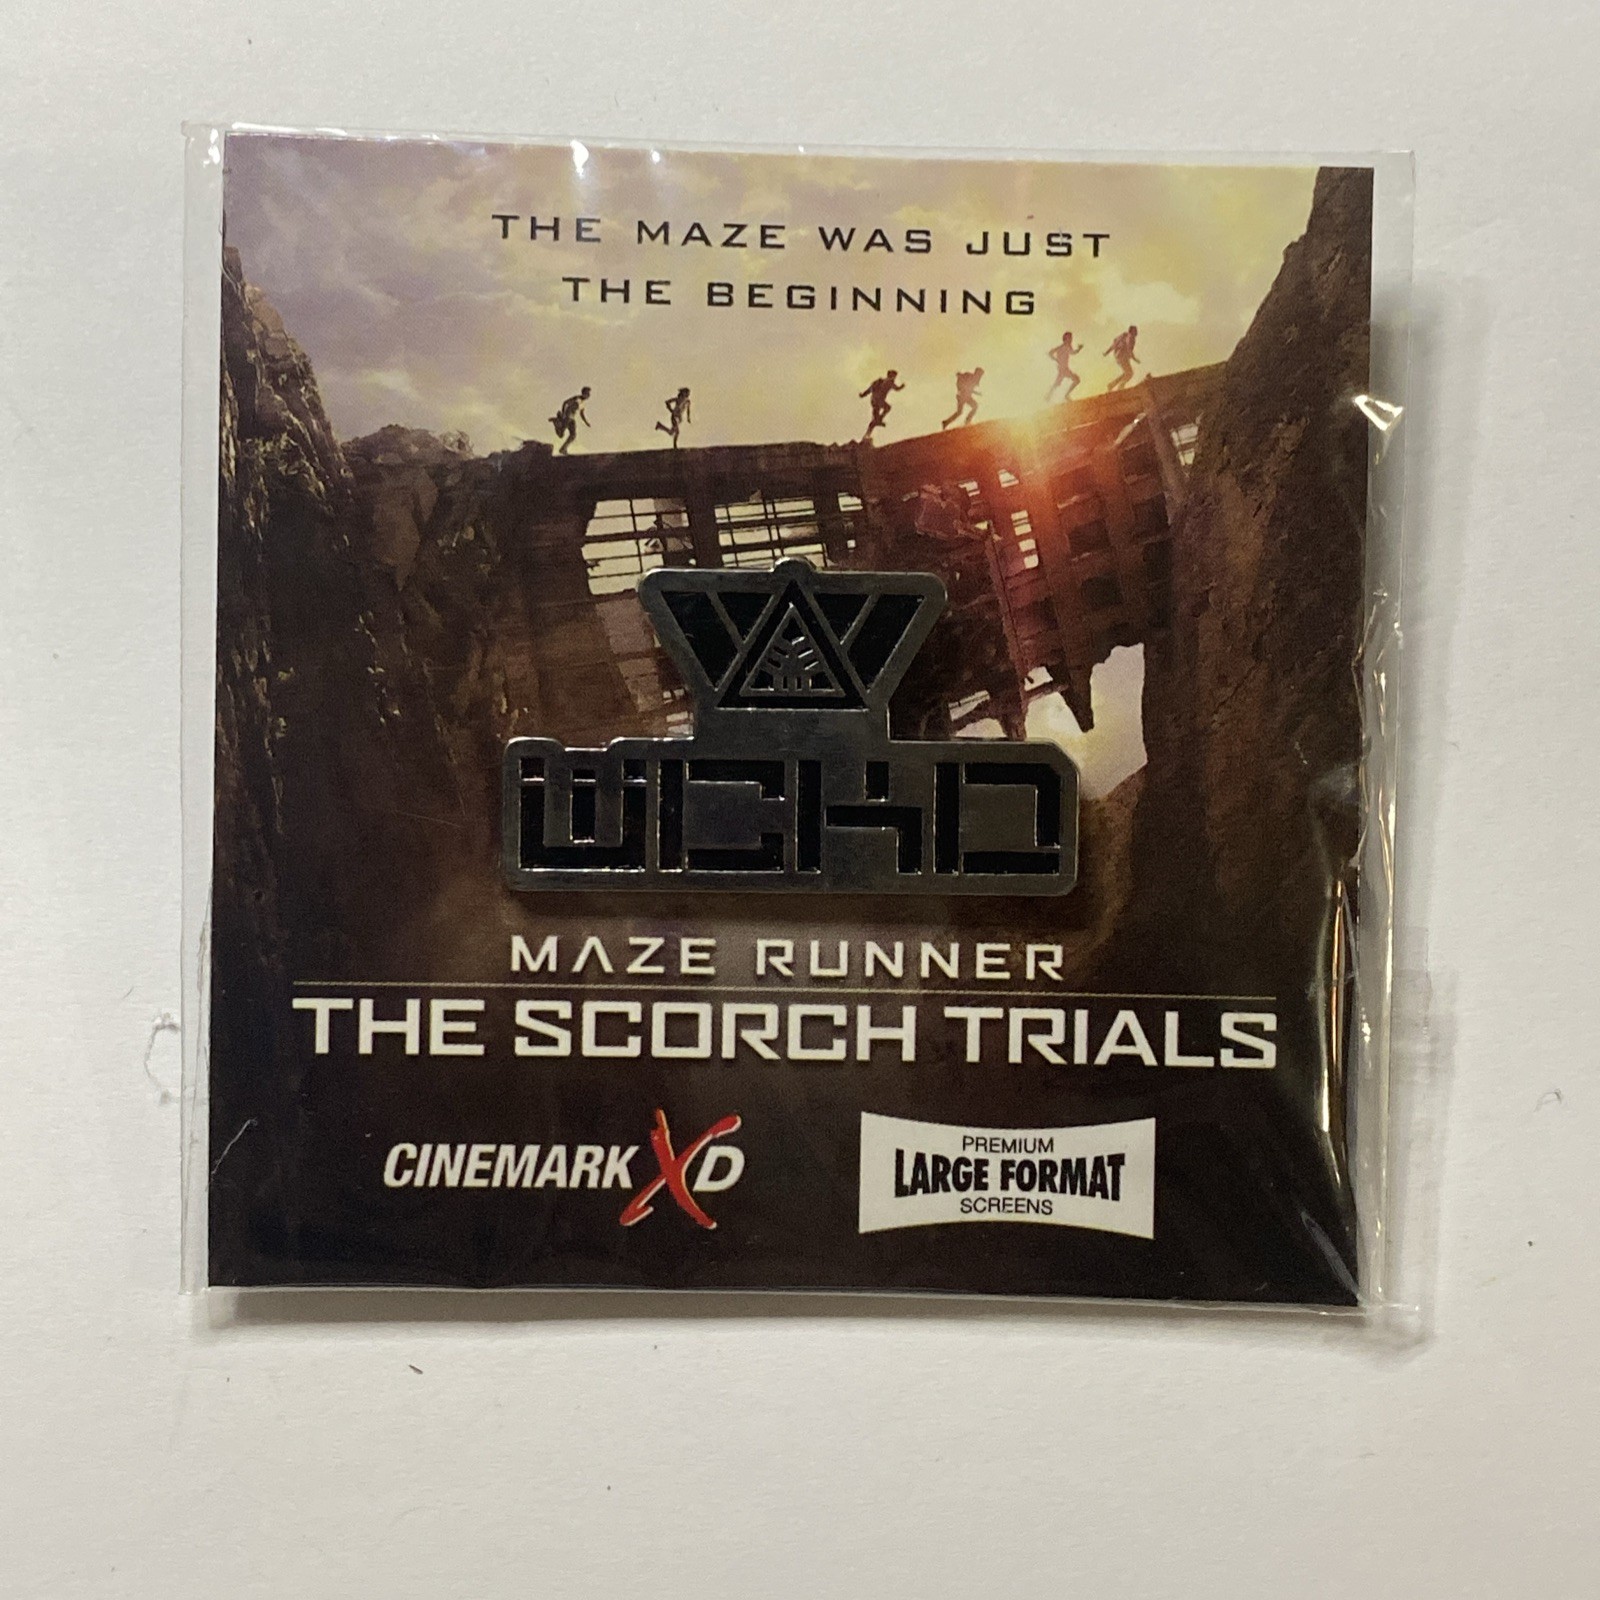 THE MAZE WAS JUST
THE BEGINNING
WCKD
MAZE RUNNER
THE SCORCH TRIALS
CINEMARK XD
PREMIUM
LARGE FORMAT
SCREENS